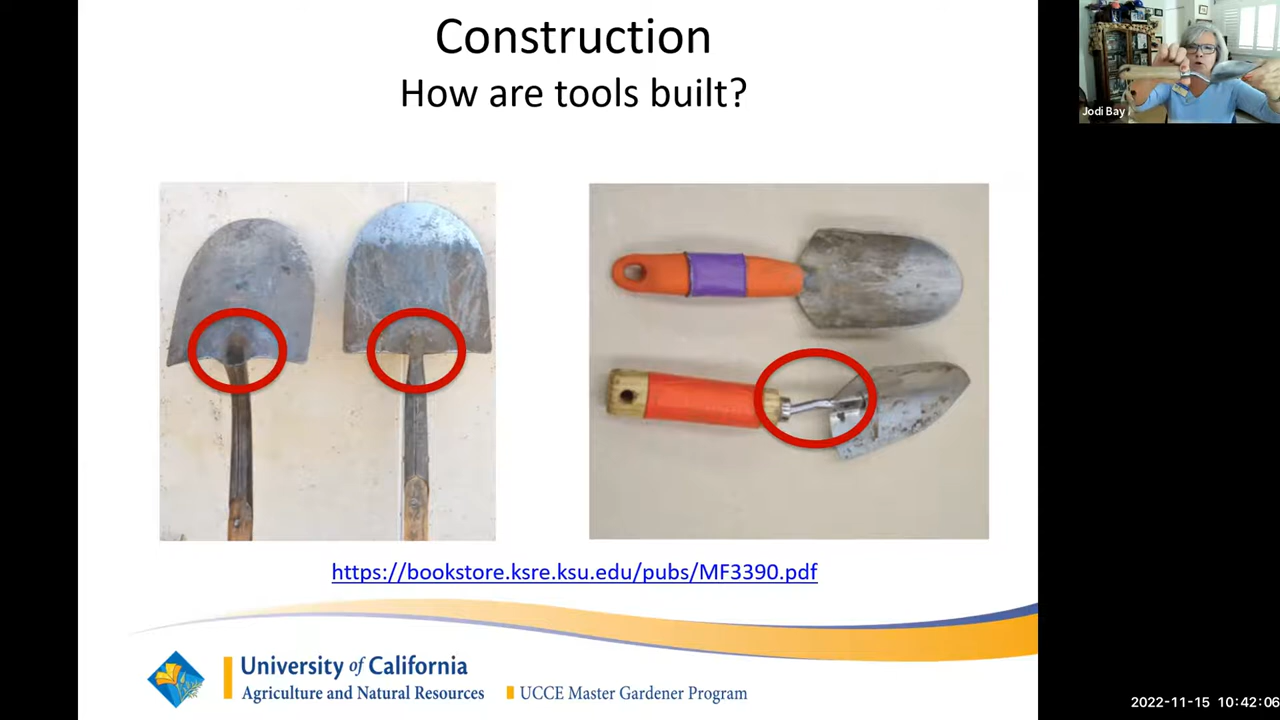 Construction
How are tools built?
Jodi Bay
https://bookstore.ksre.ksu.edu/pubs/MF3390.pdf
University of California
Agriculture and Natural Resources
UCCE Master Gardener Program
2022-11-15 10:42:06